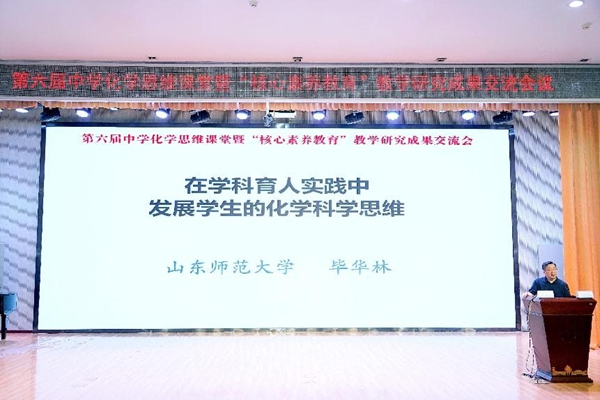 第六届中学化学思维课堂暨“核心素养教育”教学研究成果交流会议
第六届中学化学思维课堂暨“核心素养教育”教学研究成果交流会
在学科育人实践中
发展学生的化学科学思维
山东师范大学 毕华林